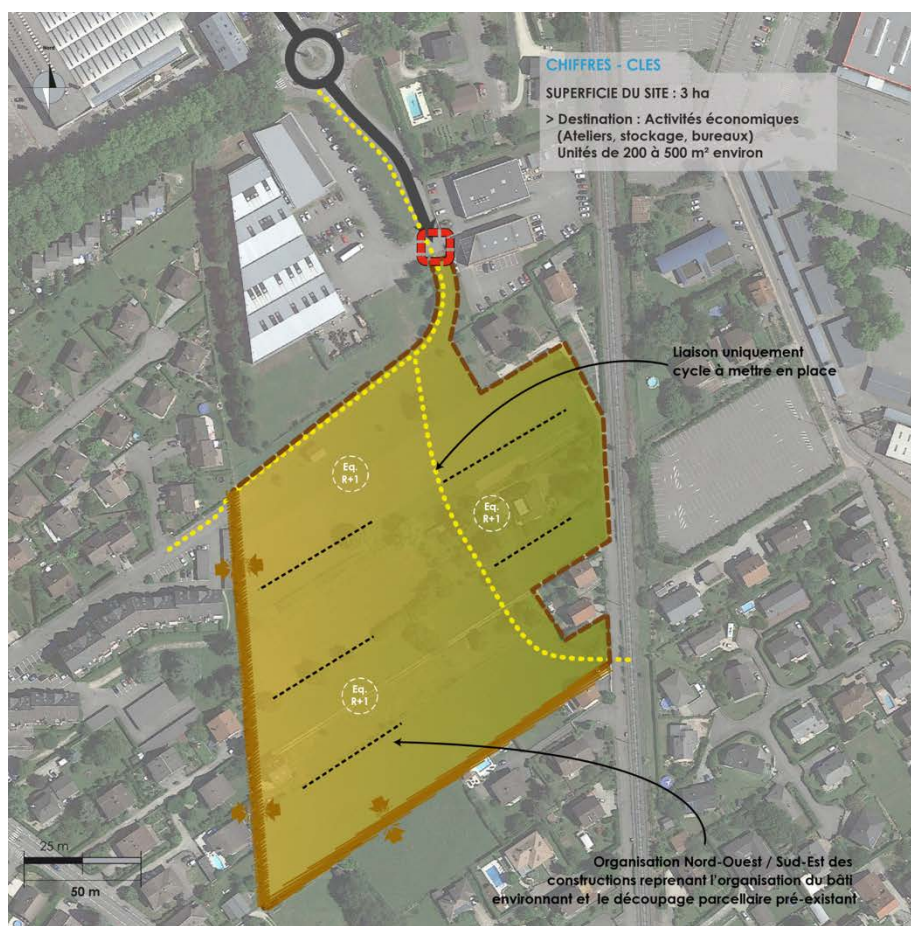 Nord
CHIFFRES - CLES
SUPERFICIE DU SITE : 3 ha
> Destination : Activités économiques
(Ateliers, stockage, bureaux)
Unités de 200 à 500 m² environ
Liaison uniquement
cycle à mettre en place
Eq.
R+1
Eq.
R+1
Eq.
R+1
25 m
50 m
Organisation Nord-Ouest / Sud-Est des
constructions reprenant l'organisation du bâti
environnant et le découpage parcellaire pré-existant